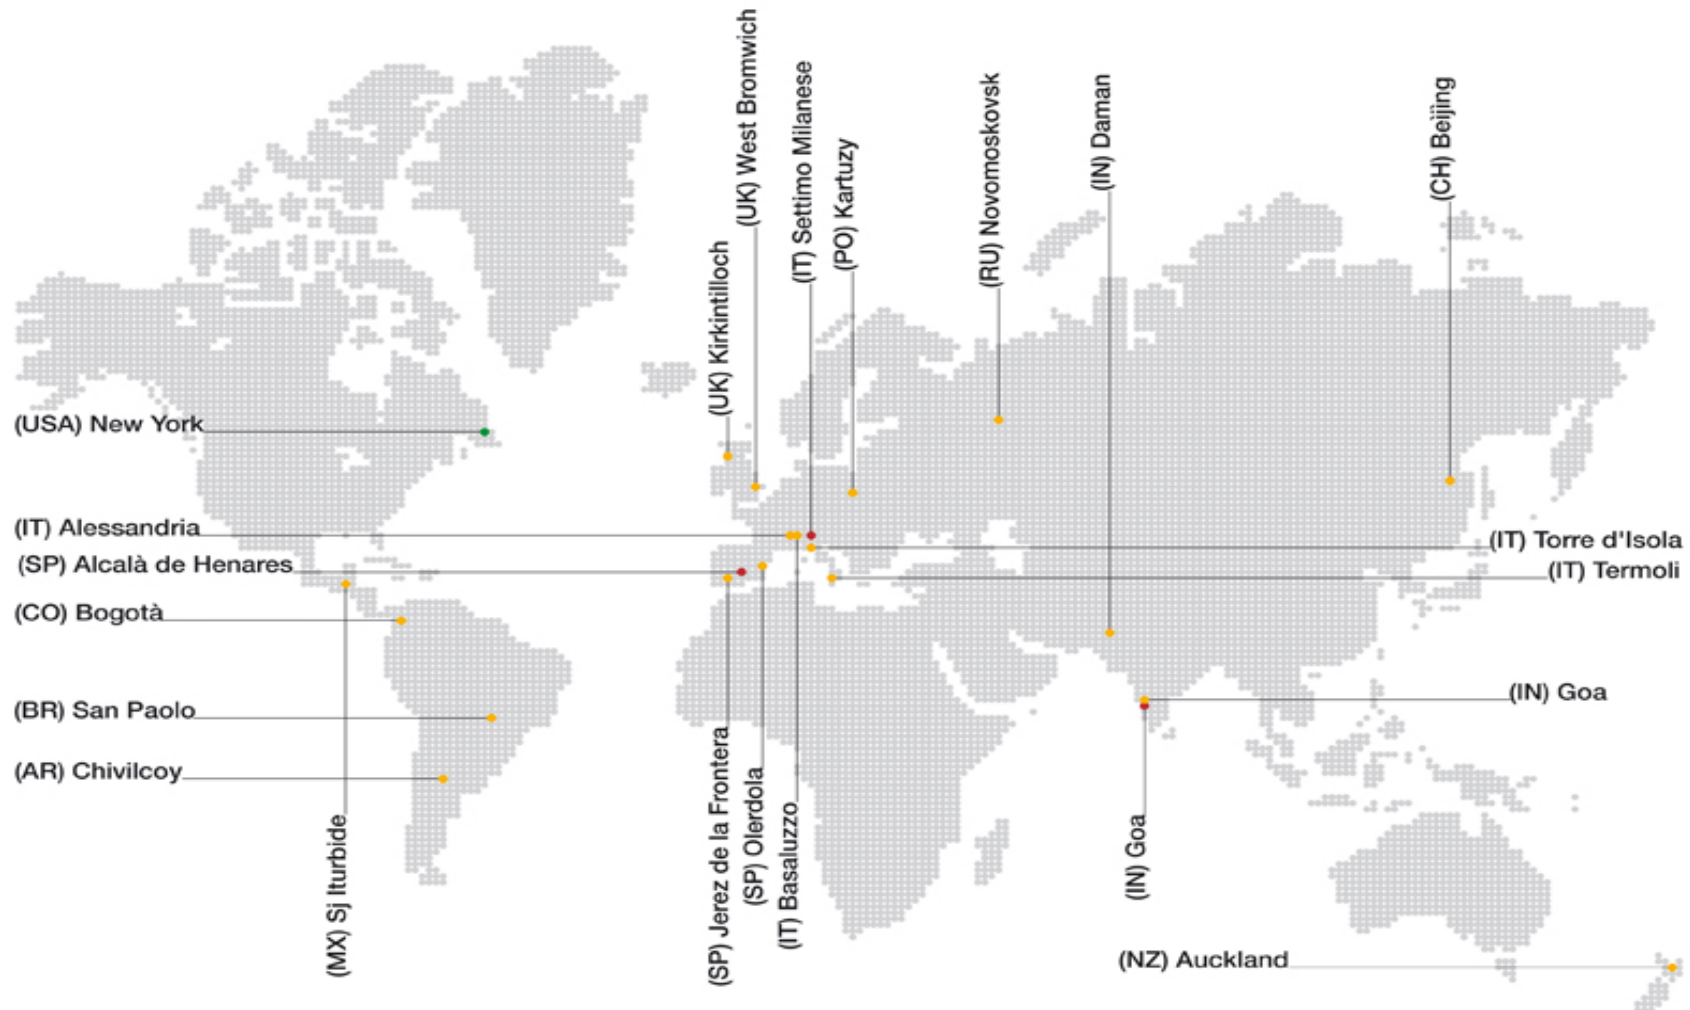 (UK) West Bromwich
(IT) Settimo Milanese
(IN) Daman
(CH) Beijing
(PO) Kartuzy
(RU) Novomoskovsk
(UK) Kirkintilloch
(USA) New York
(IT) Alessandria
(IT) Torre d'Isola
(SP) Alcalà de Henares
(IT) Termoli
(CO) Bogotà
(IN) Goa
(BR) San Paolo
(AR) Chivilcoy
(MX) Sj Iturbide
(SP) Jerez de la Frontera
(SP) Olerdola
(IT) Basaluzzo
(IN) Goa
(NZ) Auckland